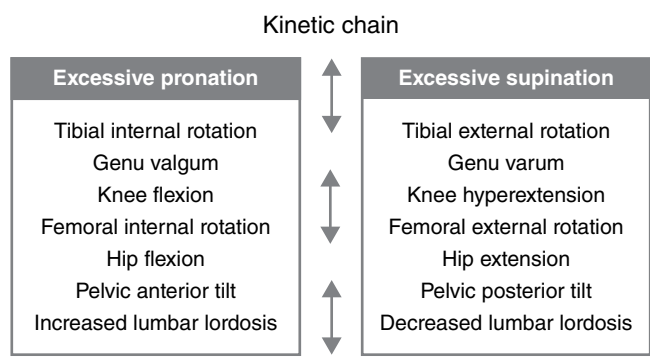 Kinetic chain
Excessive pronation
Tibial internal rotation
Genu valgum
Knee flexion
Femoral internal rotation
Hip flexion
Pelvic anterior tilt
Increased lumbar lordosis
Excessive supination
Tibial external rotation
Genu varum
Knee hyperextension
Femoral external rotation
Hip extension
Pelvic posterior tilt
Decreased lumbar lordosis